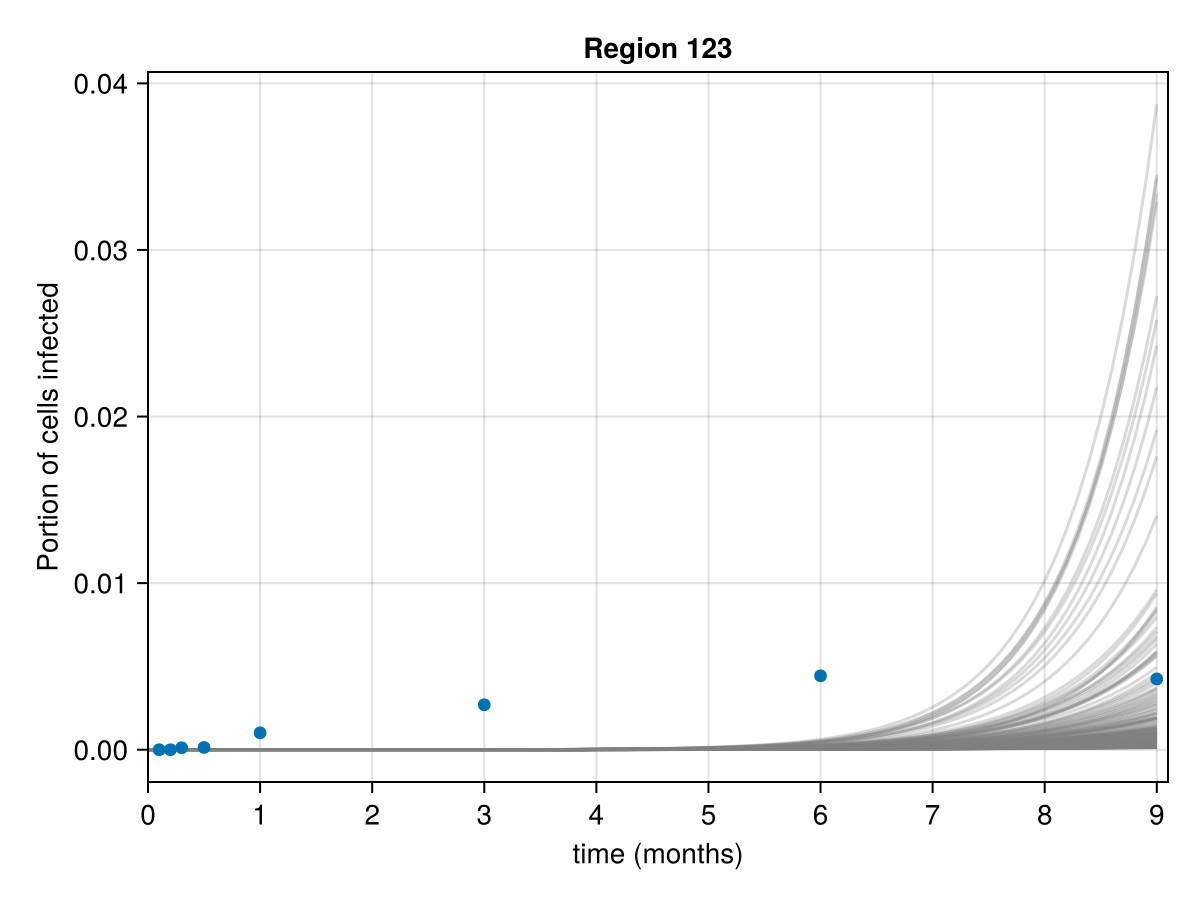 Region 123
Portion of cells infected
0.04
0.03
0.02
0.01
0.00
0 1 2 3 4 5 6 7 8 9
time (months)